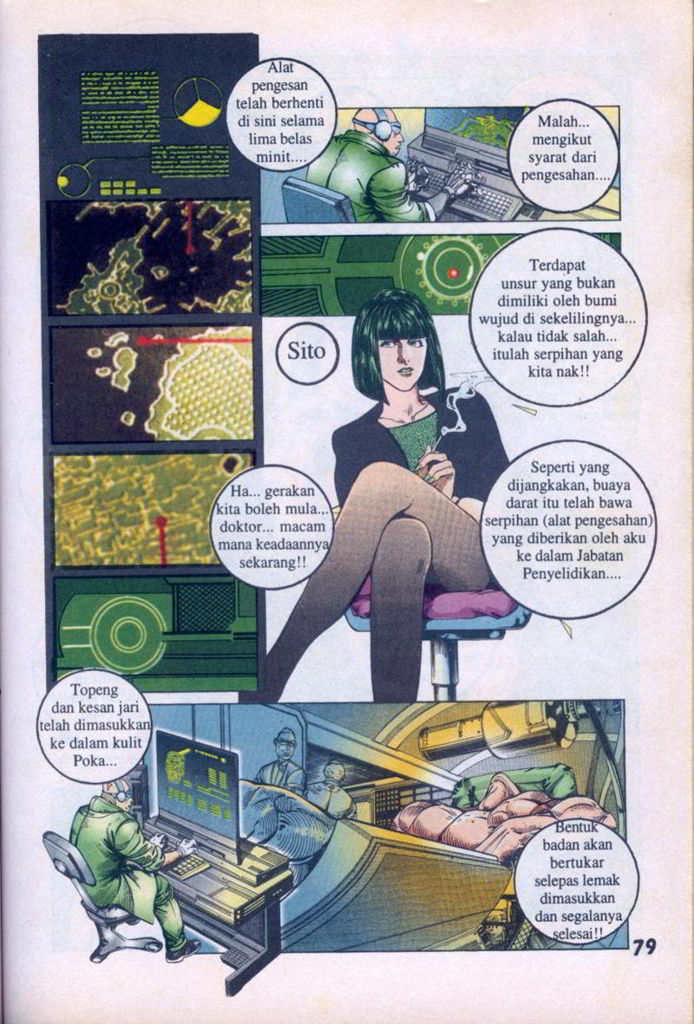 Alat
pengesan
telah berhenti
di sini selama
lima belas
minit....
Malah...
mengikut
syarat dari
pengesahan....
Terdapat
unsur yang bukan
dimiliki oleh bumi
wujud di sekelilingnya...
kalau tidak salah...
itulah serpihan yang
kita nak!!
Sito
Seperti yang
dijangkakan, buaya
darat itu telah bawa
serpihan (alat pengesahan)
yang diberikan oleh aku
ke dalam Jabatan
Penyelidikan....
Ha... gerakan
kita boleh mula...
doktor... macam
mana keadaannya
sekarang!!
Topeng
dan kesan jari
telah dimasukkan
ke dalam kulit
Poka...
Bentuk
badan akan
bertukar
selepas lemak
dimasukkan
dan segalanya
selesai!!
79